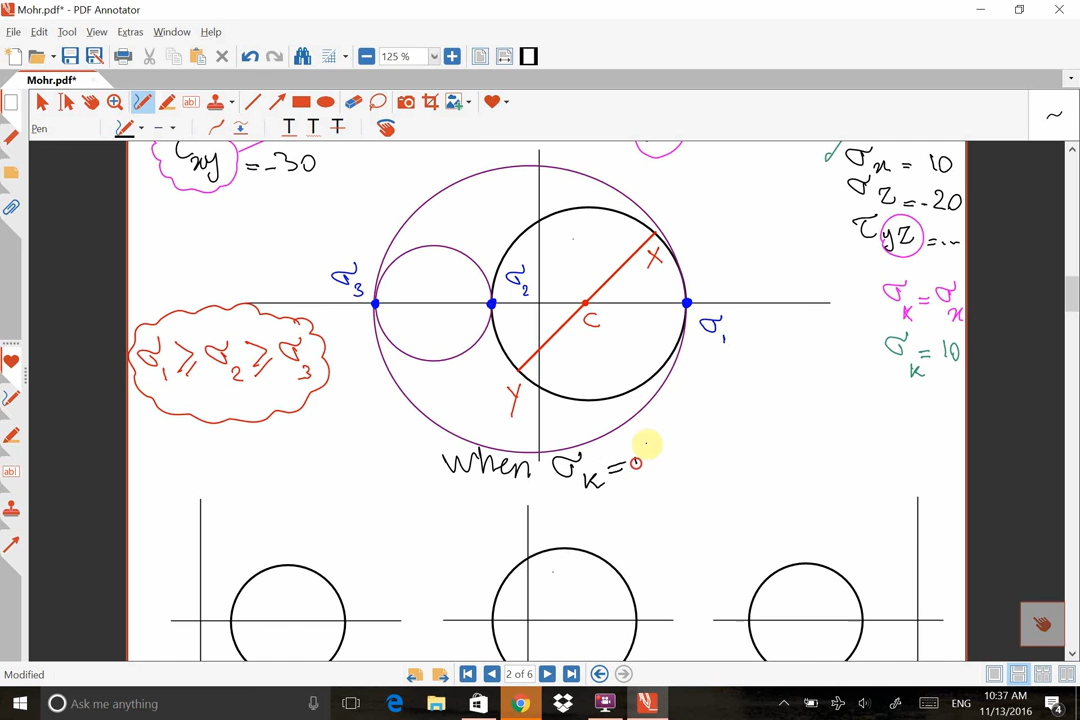 Mohr.pdf* - PDF Annotator
File Edit Tool View Extras Window Help
125 %
Mohr.pdf*
Pen
τxy = -30
σx = 10
σz = -20
τyz = ...
σ3
σ2
X
C
σ1
Y
σK = σx
σK = 10
σ1 ≥ σ2 ≥ σ3
when σK = 0
Modified
2 of 6
Ask me anything
ENG
10:37 AM
11/13/2016
4